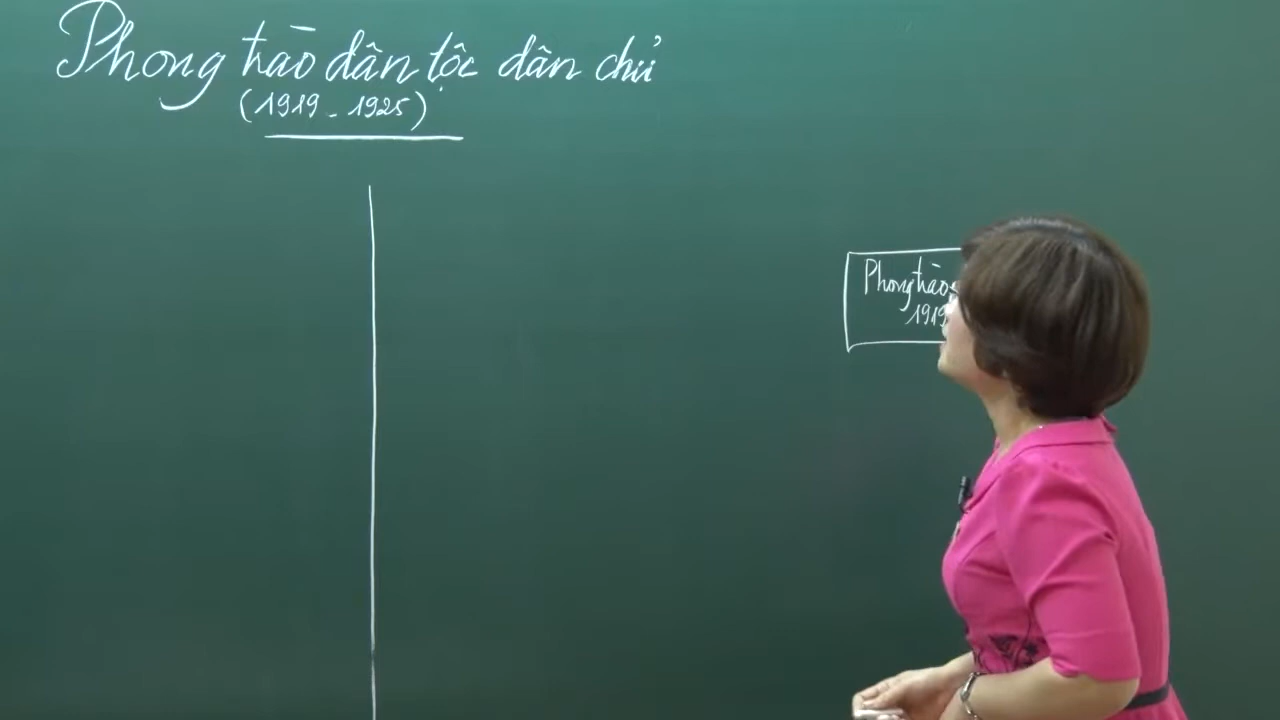 Phong trào dân tộc dân chủ
(1919 - 1925)
Phong trào
1919